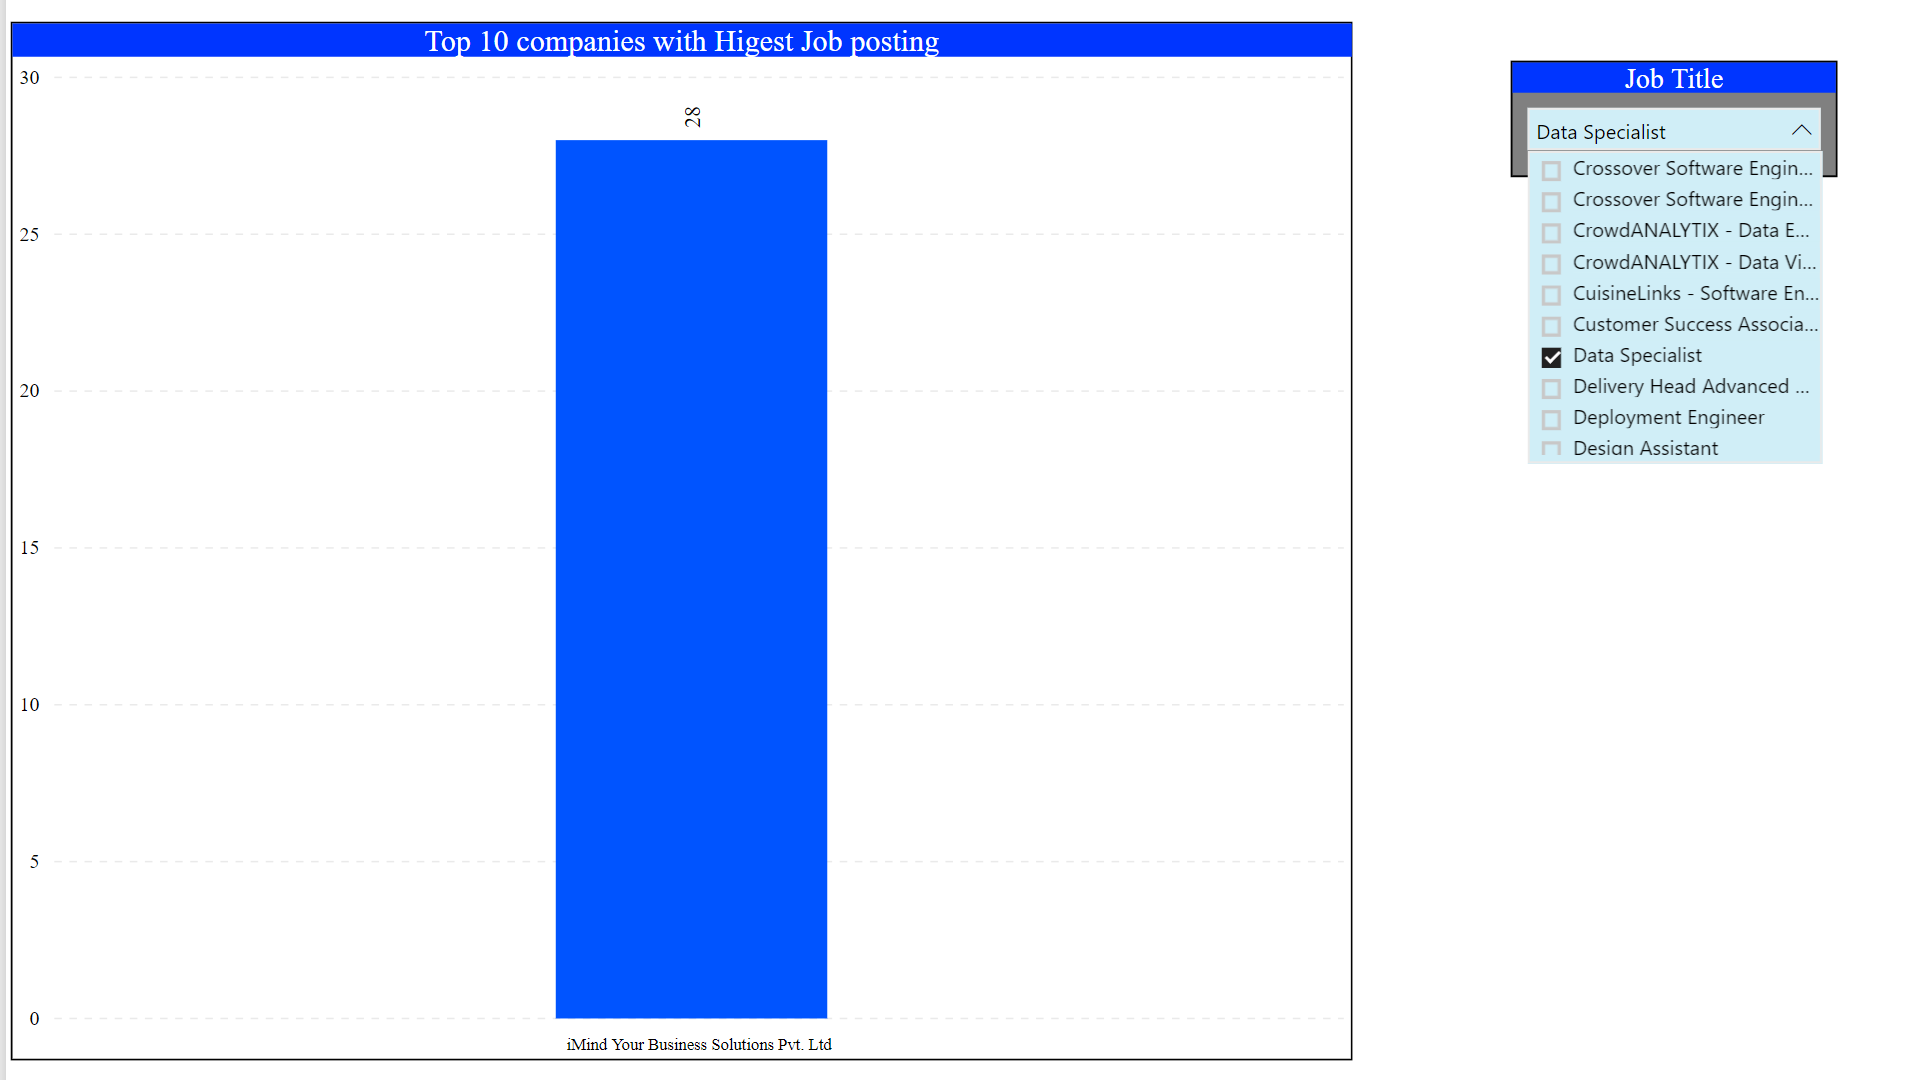 Top 10 companies with Higest Job posting
30
25
20
15
10
5
0
28
iMind Your Business Solutions Pvt. Ltd
Job Title
Data Specialist
Crossover Software Engin...
Crossover Software Engin...
CrowdANALYTIX - Data E...
CrowdANALYTIX - Data Vi...
CuisineLinks - Software En...
Customer Success Associa...
Data Specialist
Delivery Head Advanced ...
Deployment Engineer
Design Assistant